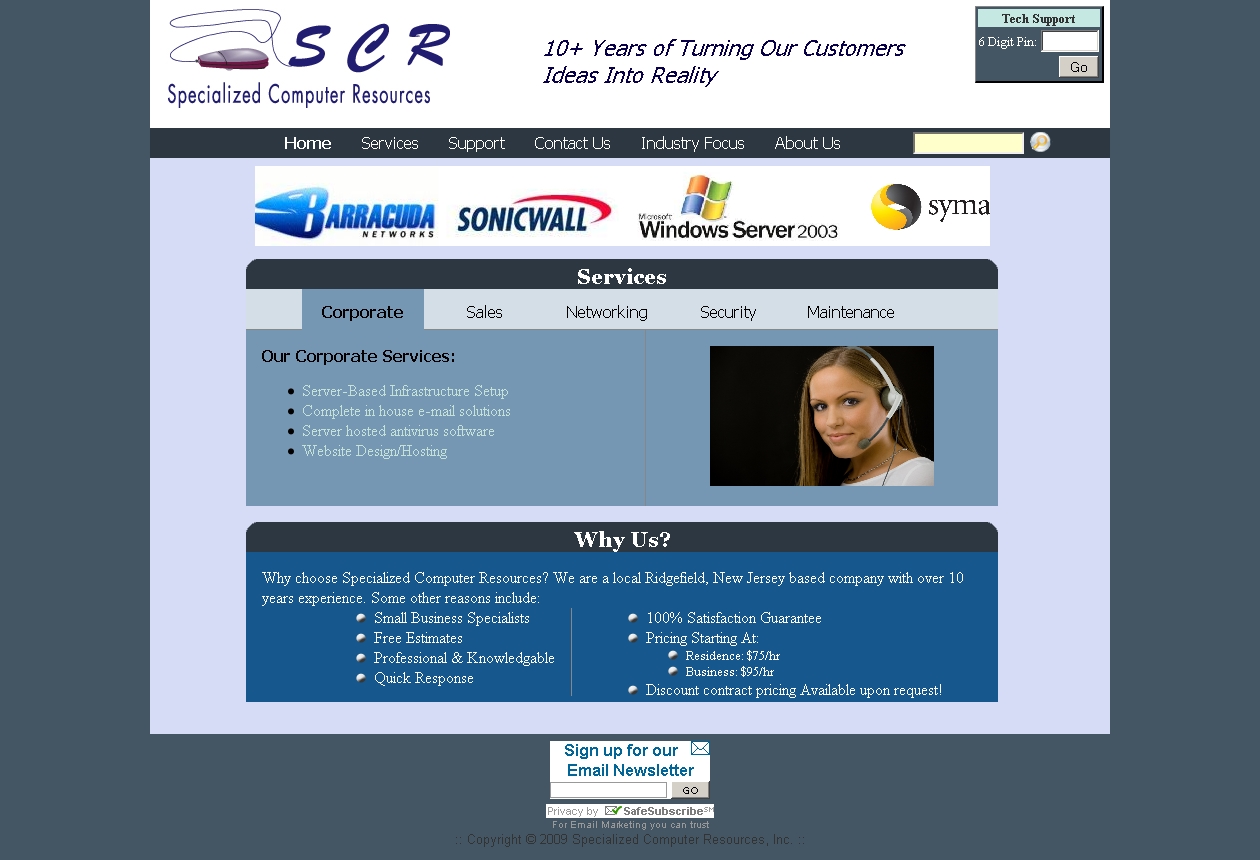 SCR
Specialized Computer Resources
10+ Years of Turning Our Customers
Ideas Into Reality
Tech Support
6 Digit Pin:
Go
Home Services Support Contact Us Industry Focus About Us
BARRACUDA
NETWORKS
SONICWALL
Microsoft
Windows Server 2003
syma
Services
Corporate Sales Networking Security Maintenance
Our Corporate Services:
Server-Based Infrastructure Setup
Complete in house e-mail solutions
Server hosted antivirus software
Website Design/Hosting
Why Us?
Why choose Specialized Computer Resources? We are a local Ridgefield, New Jersey based company with over 10
years experience. Some other reasons include:
Small Business Specialists
Free Estimates
Professional & Knowledgable
Quick Response
100% Satisfaction Guarantee
Pricing Starting At:
Residence: $75/hr
Business: $95/hr
Discount contract pricing Available upon request!
Sign up for our
Email Newsletter
GO
Privacy by SafeSubscribe℠
For Email Marketing you can trust
:: Copyright © 2009 Specialized Computer Resources, Inc. ::